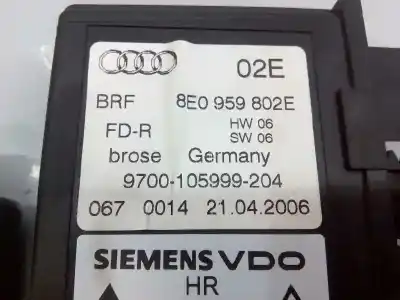 02E
BRF 8E0 959 802E
FD-R HW 06
SW 06
brose Germany
9700-105999-204
067 0014 21.04.2006
SIEMENS VDO
HR